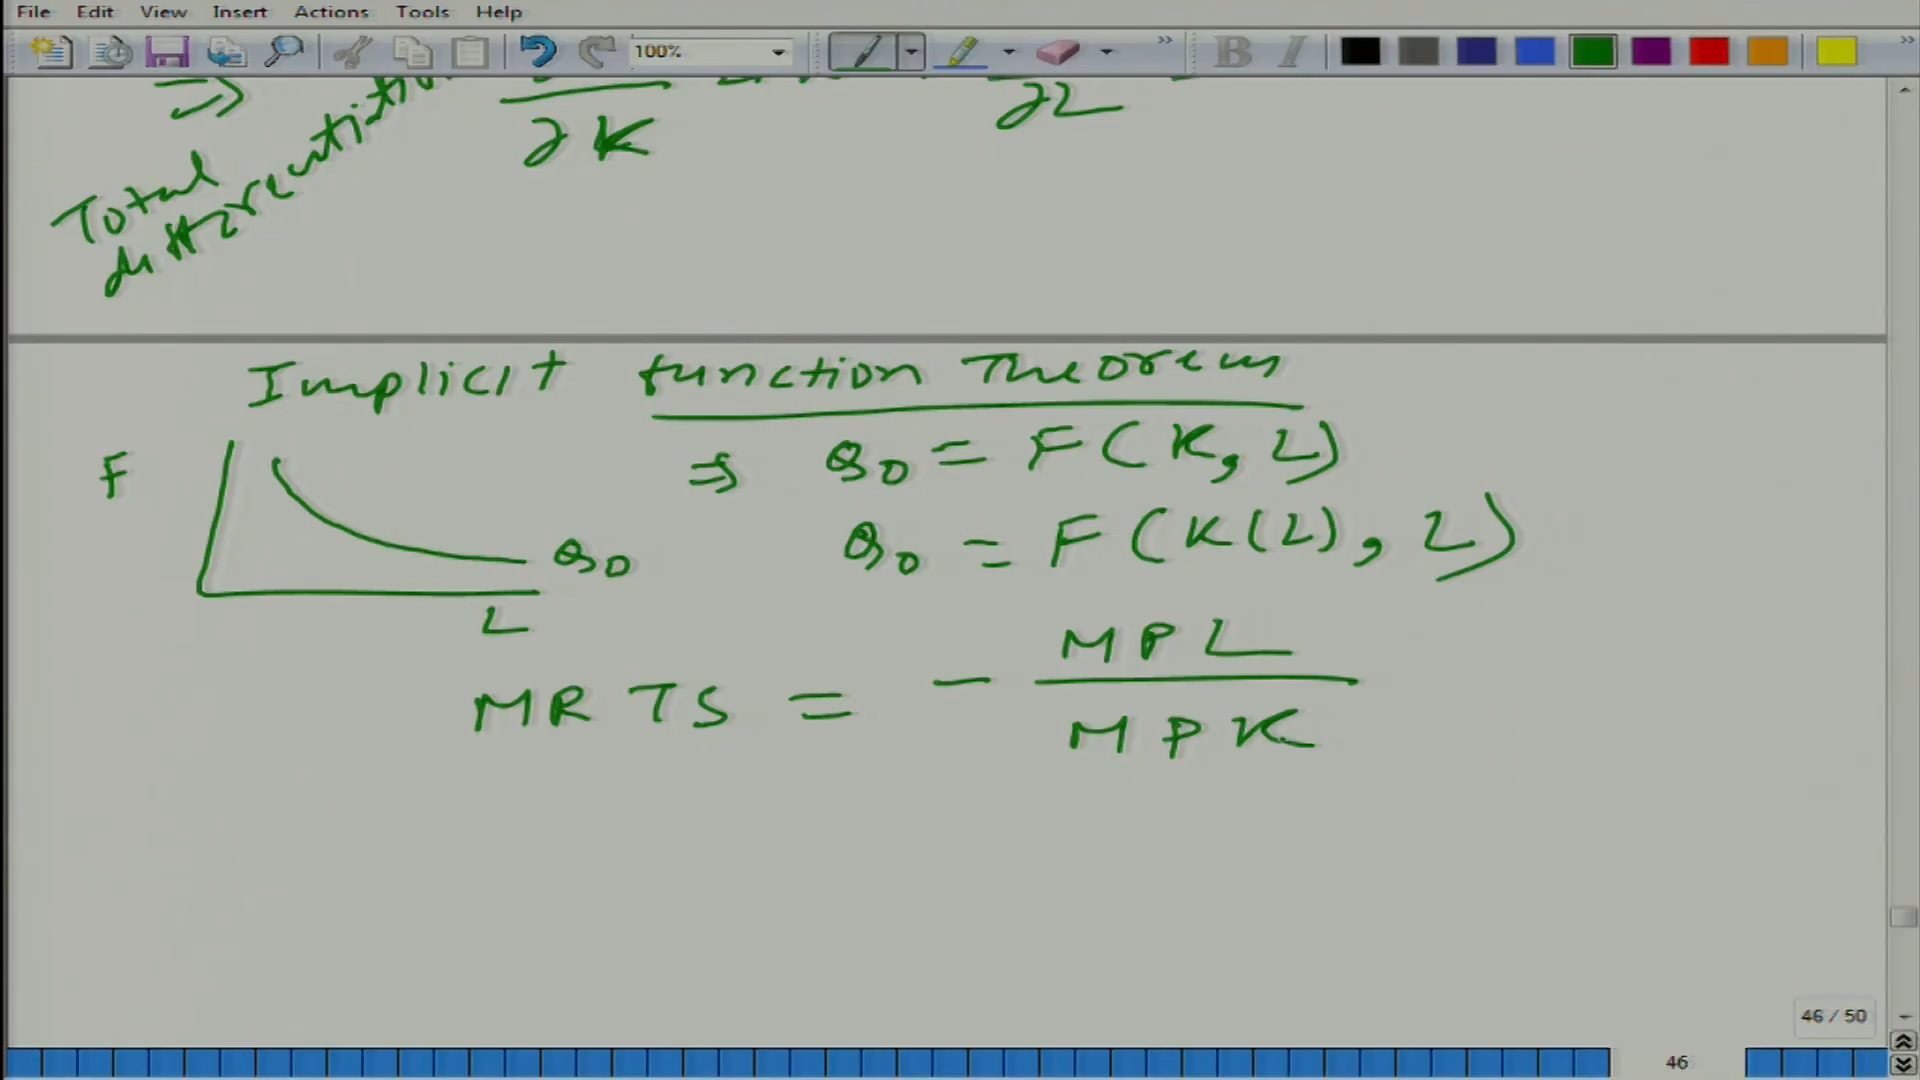 File Edit View Insert Actions Tools Help
100%
B I
⇒ ∂K ∂L
Total differentiation
Implicit function Theorem
F
⇒ Q0 = F(K, L)
Q0
Q0 = F(K(L), L)
L
MRTS = - MPL / MPK
46 / 50
46